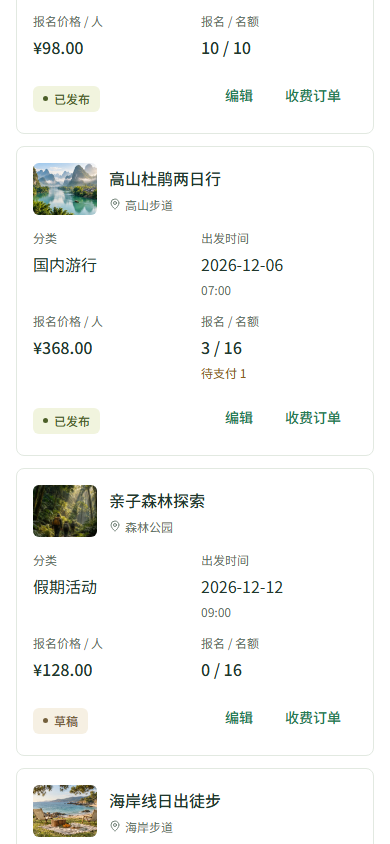 报名价格 / 人
报名 / 名额
¥98.00
10 / 10
已发布
编辑
收费订单
高山杜鹃两日行
高山步道
分类
出发时间
国内游行
2026-12-06
07:00
报名价格 / 人
报名 / 名额
¥368.00
3 / 16
待支付 1
已发布
编辑
收费订单
亲子森林探索
森林公园
分类
出发时间
假期活动
2026-12-12
09:00
报名价格 / 人
报名 / 名额
¥128.00
0 / 16
草稿
编辑
收费订单
海岸线日出徒步
海岸步道